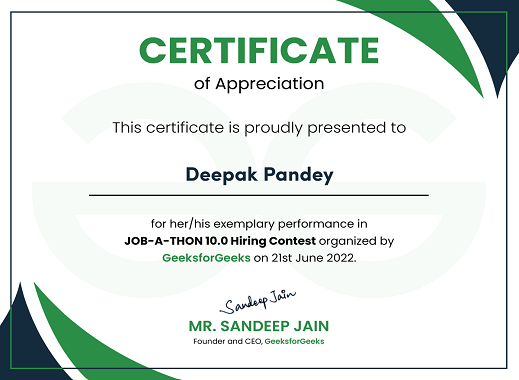 CERTIFICATE
of Appreciation
This certificate is proudly presented to
Deepak Pandey
for her/his exemplary performance in
JOB-A-THON 10.0 Hiring Contest organized by
GeeksforGeeks on 21st June 2022.
Sandeep Jain
MR. SANDEEP JAIN
Founder and CEO, GeeksforGeeks